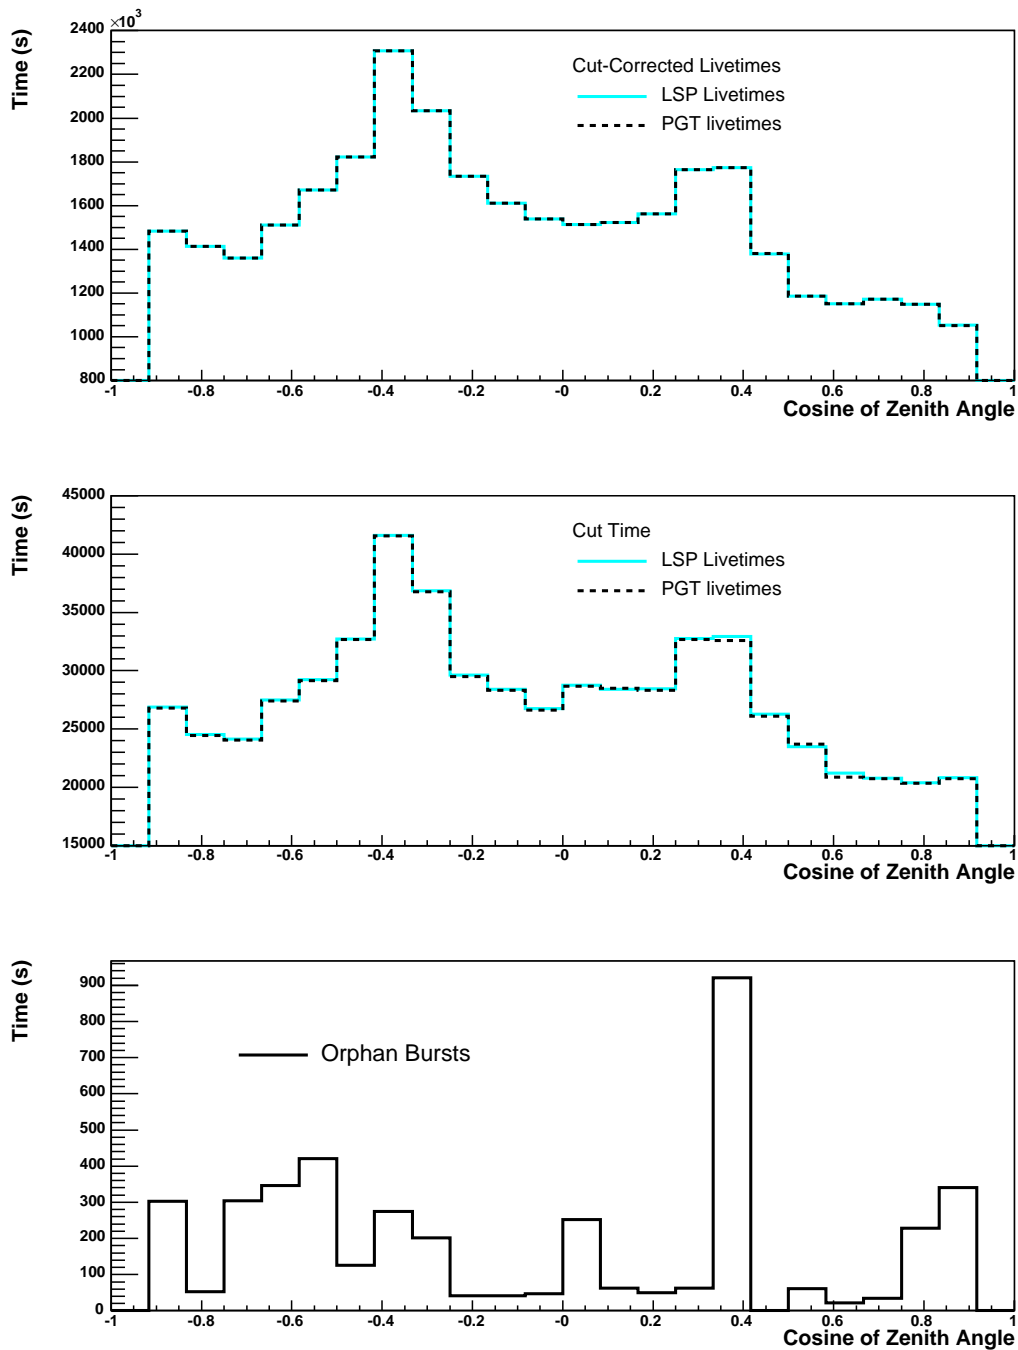 ×10³
Time (s)
2400
2200
2000
1800
1600
1400
1200
1000
800
Cut-Corrected Livetimes
LSP Livetimes
PGT livetimes
-1 -0.8 -0.6 -0.4 -0.2 -0 0.2 0.4 0.6 0.8 1
Cosine of Zenith Angle
Time (s)
45000
40000
35000
30000
25000
20000
15000
Cut Time
LSP Livetimes
PGT livetimes
-1 -0.8 -0.6 -0.4 -0.2 -0 0.2 0.4 0.6 0.8 1
Cosine of Zenith Angle
Time (s)
900
800
700
600
500
400
300
200
100
0
Orphan Bursts
-1 -0.8 -0.6 -0.4 -0.2 -0 0.2 0.4 0.6 0.8 1
Cosine of Zenith Angle